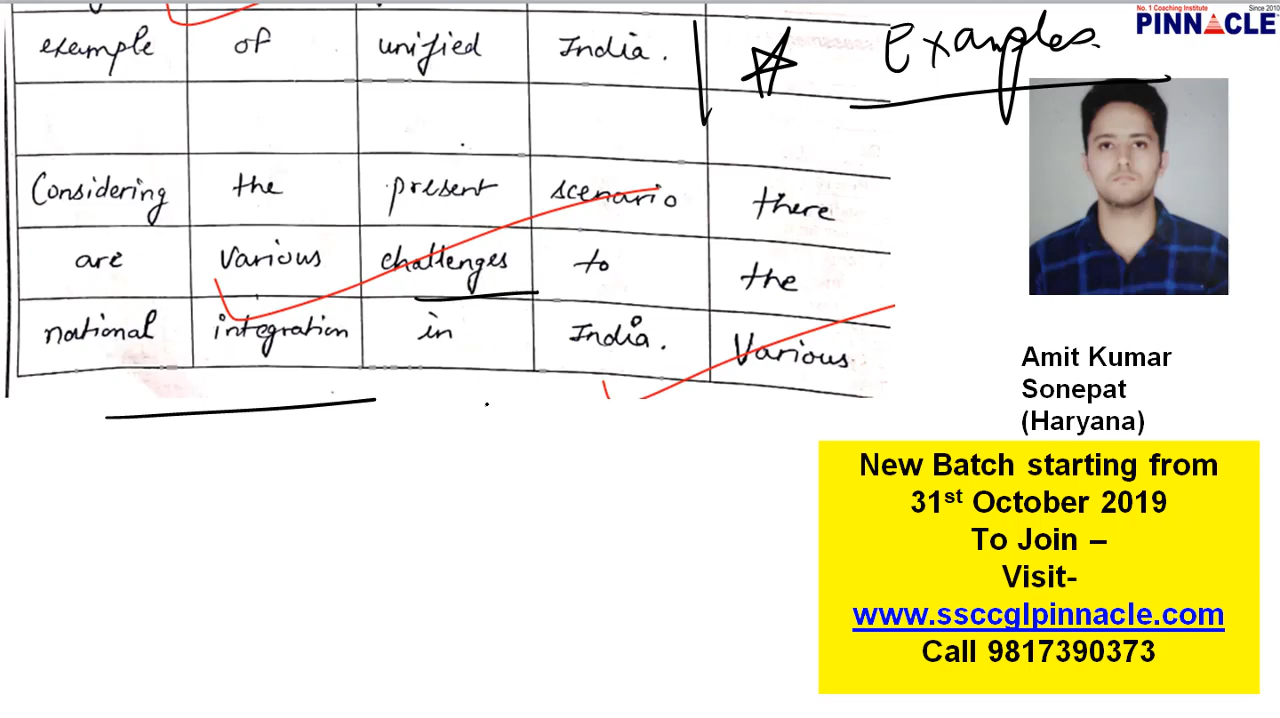 No. 1 Coaching Institute Since 2010
PINNACLE
Examples.
example of unified India.
Considering the present scenario there
are various challenges to the
national integration in India. Various
Amit Kumar
Sonepat
(Haryana)
New Batch starting from
31st October 2019
To Join –
Visit-
www.ssccglpinnacle.com
Call 9817390373